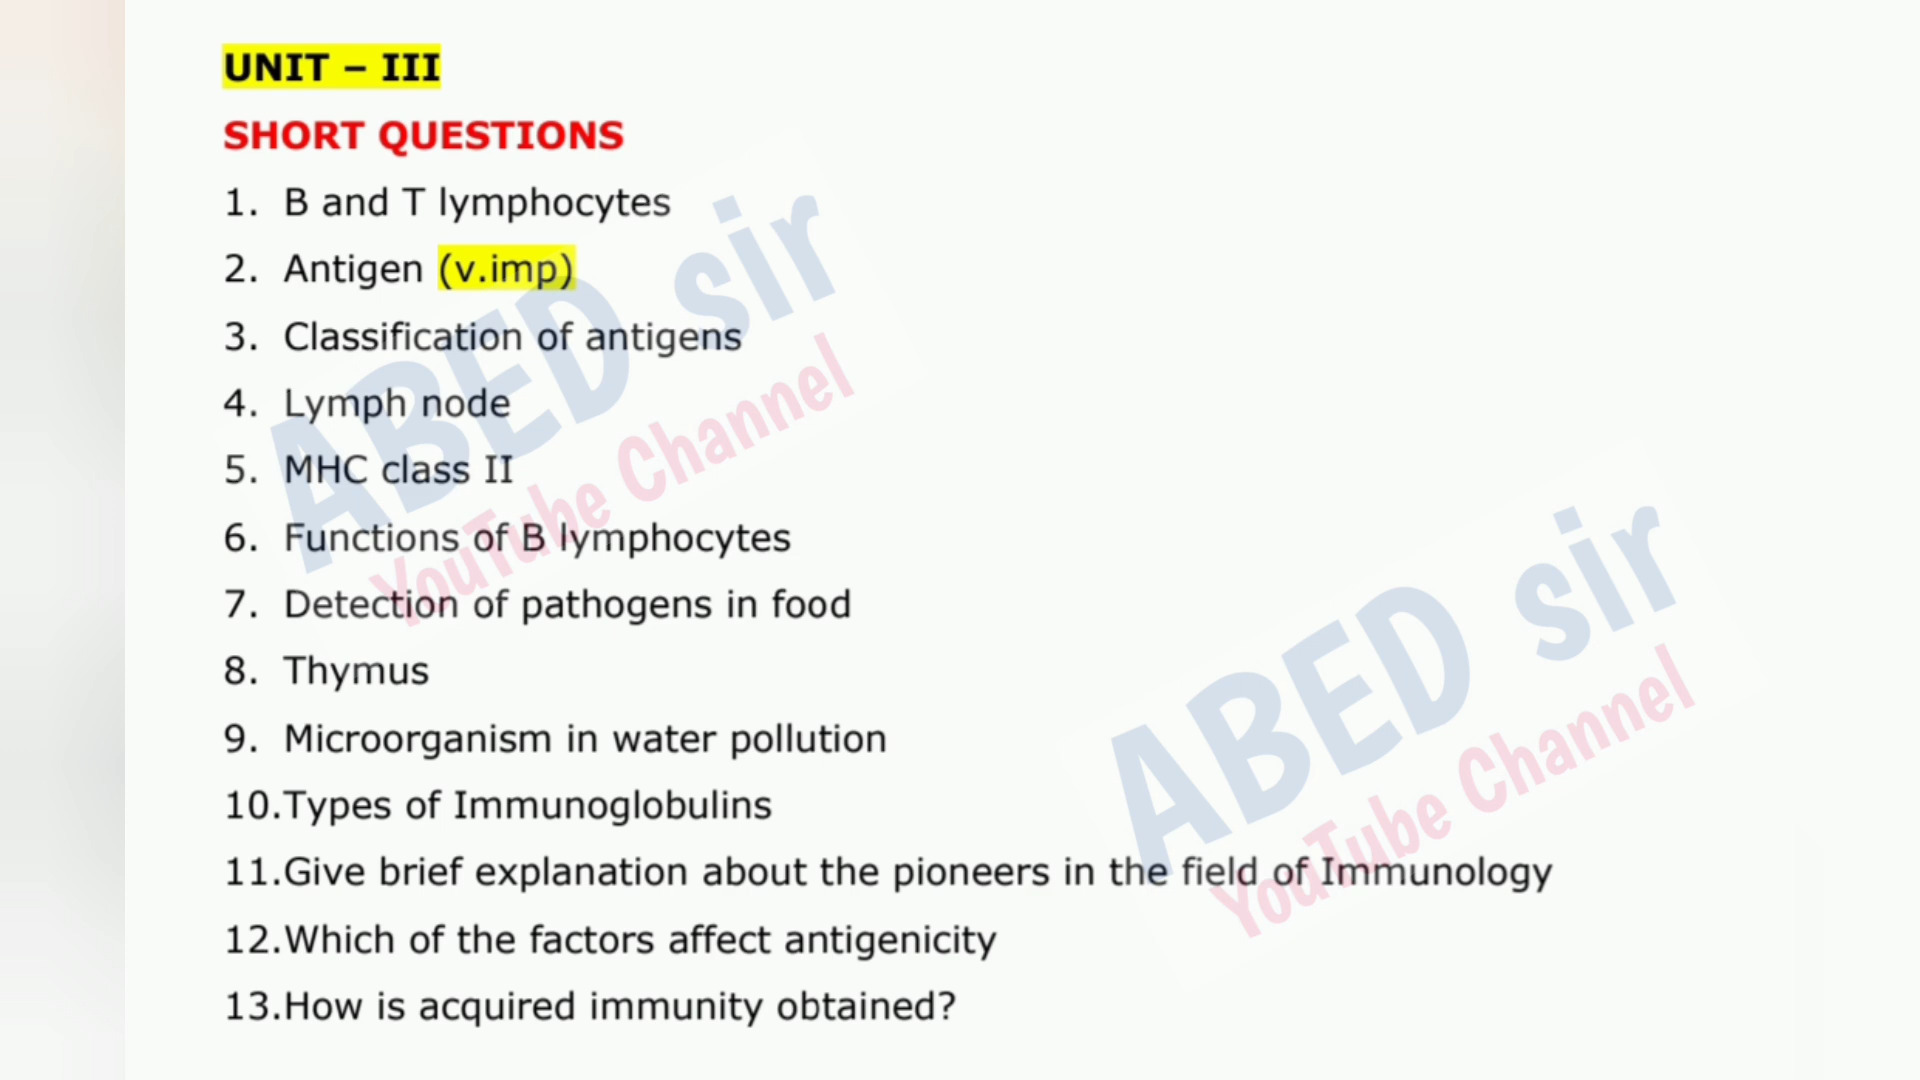 UNIT – III
SHORT QUESTIONS
1. B and T lymphocytes
2. Antigen (v.imp)
3. Classification of antigens
4. Lymph node
5. MHC class II
6. Functions of B lymphocytes
7. Detection of pathogens in food
8. Thymus
9. Microorganism in water pollution
10.Types of Immunoglobulins
11.Give brief explanation about the pioneers in the field of Immunology
12.Which of the factors affect antigenicity
13.How is acquired immunity obtained?
ABED sir
YouTube Channel
ABED sir
YouTube Channel